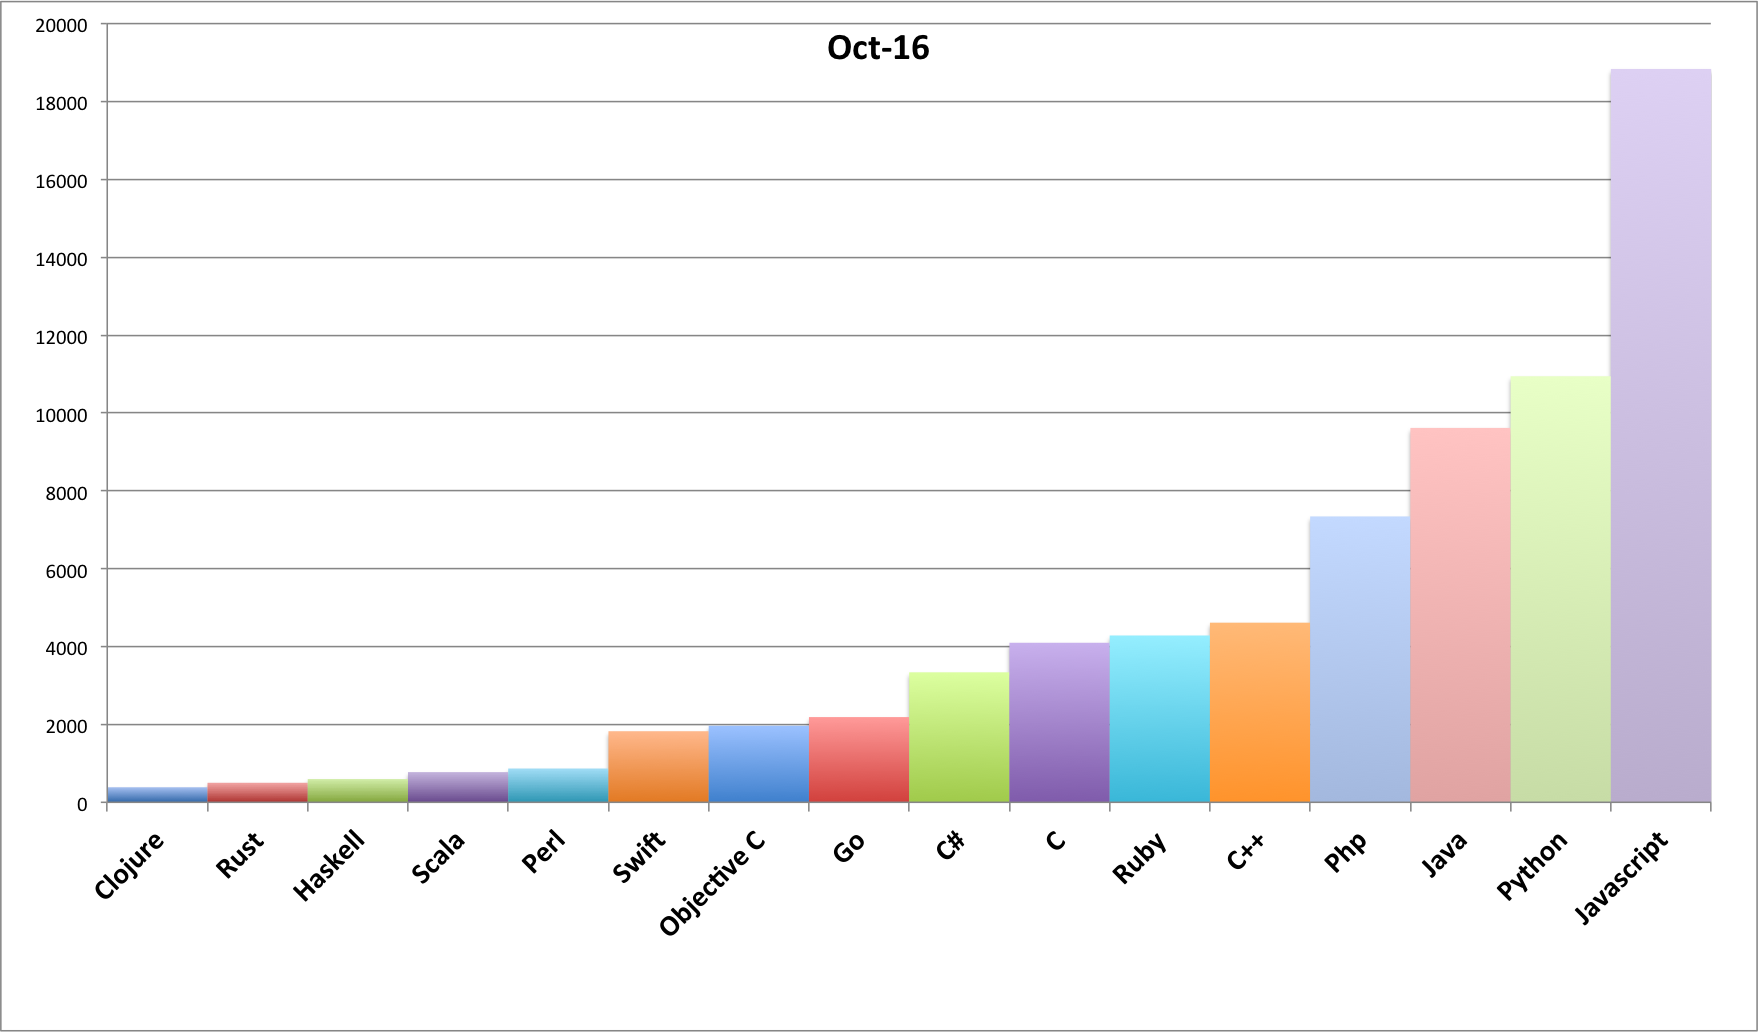 Oct-16
20000
18000
16000
14000
12000
10000
8000
6000
4000
2000
0
Clojure
Rust
Haskell
Scala
Perl
Swift
Objective C
Go
C#
C
Ruby
C++
Php
Java
Python
Javascript